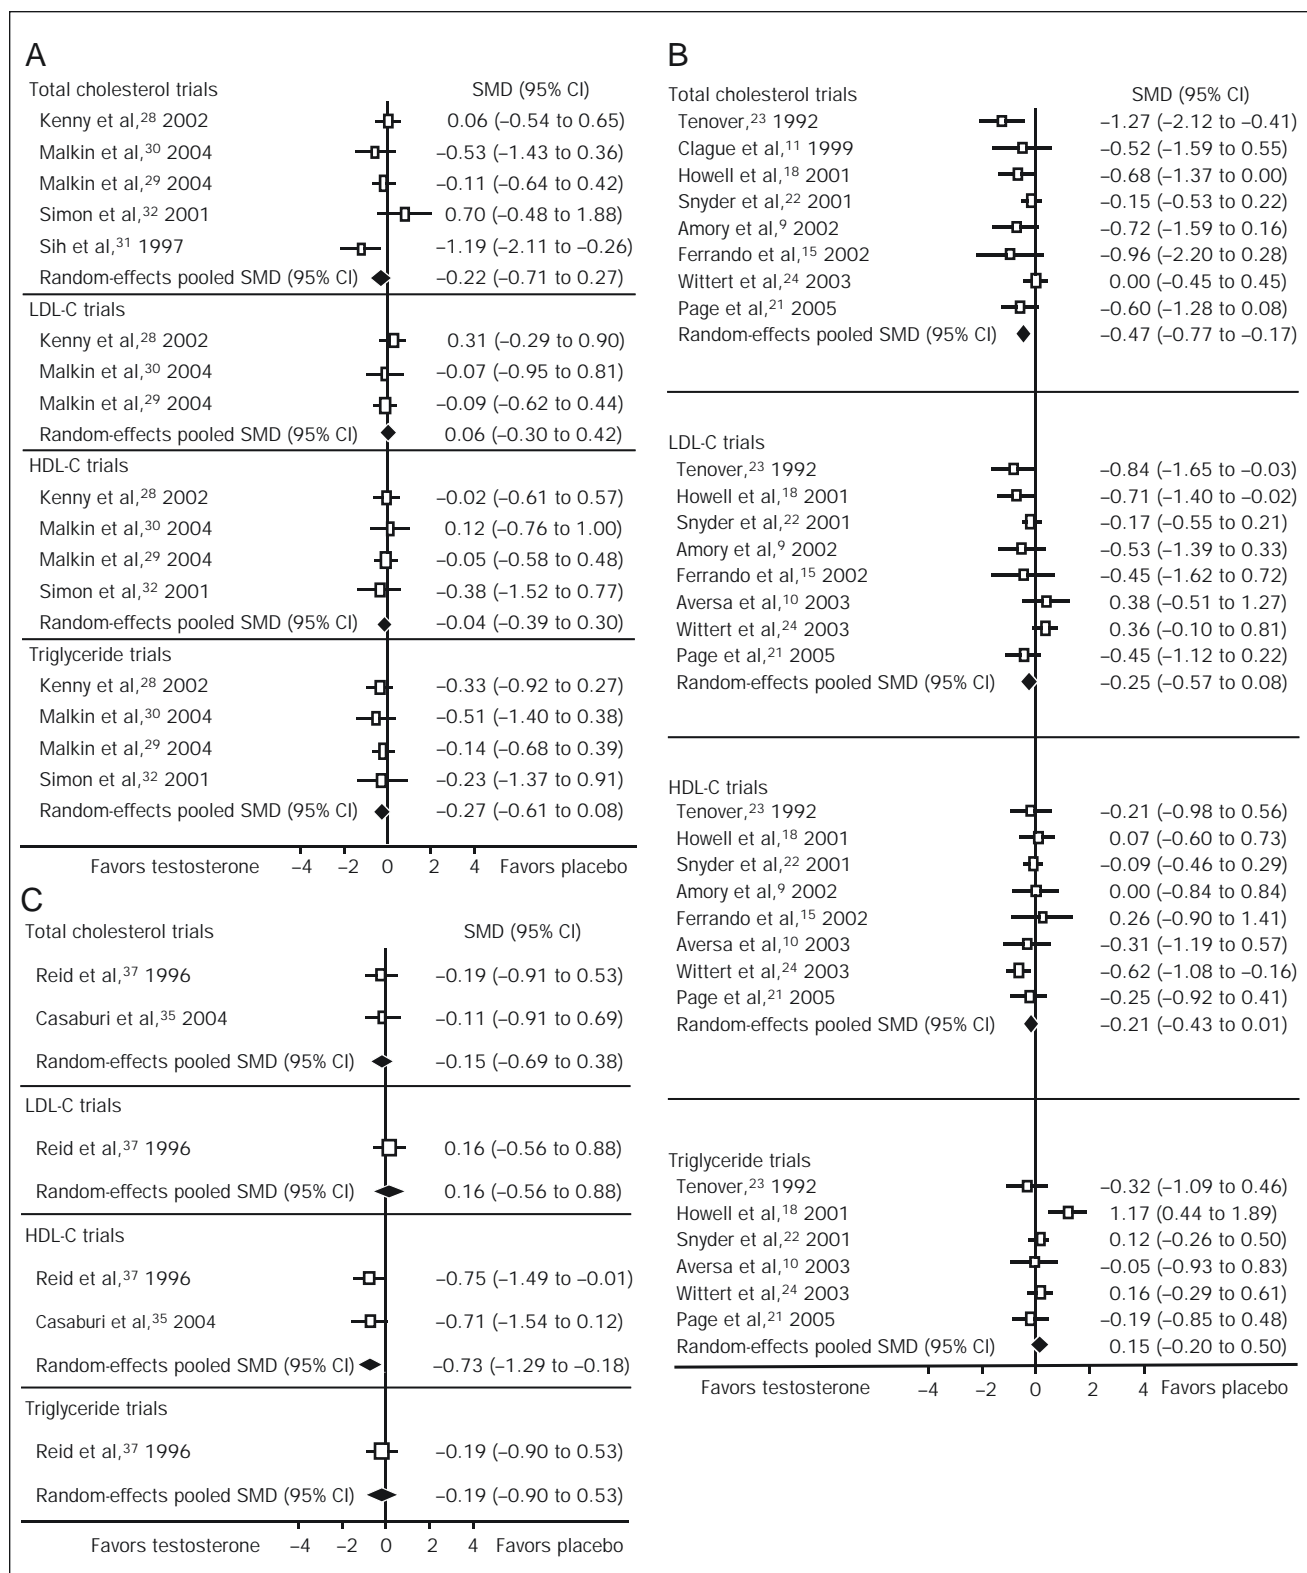 A
Total cholesterol trials SMD (95% CI)
Kenny et al,28 2002 0.06 (–0.54 to 0.65)
Malkin et al,30 2004 –0.53 (–1.43 to 0.36)
Malkin et al,29 2004 –0.11 (–0.64 to 0.42)
Simon et al,32 2001 0.70 (–0.48 to 1.88)
Sih et al,31 1997 –1.19 (–2.11 to –0.26)
Random-effects pooled SMD (95% CI) –0.22 (–0.71 to 0.27)
LDL-C trials
Kenny et al,28 2002 0.31 (–0.29 to 0.90)
Malkin et al,30 2004 –0.07 (–0.95 to 0.81)
Malkin et al,29 2004 –0.09 (–0.62 to 0.44)
Random-effects pooled SMD (95% CI) 0.06 (–0.30 to 0.42)
HDL-C trials
Kenny et al,28 2002 –0.02 (–0.61 to 0.57)
Malkin et al,30 2004 0.12 (–0.76 to 1.00)
Malkin et al,29 2004 –0.05 (–0.58 to 0.48)
Simon et al,32 2001 –0.38 (–1.52 to 0.77)
Random-effects pooled SMD (95% CI) –0.04 (–0.39 to 0.30)
Triglyceride trials
Kenny et al,28 2002 –0.33 (–0.92 to 0.27)
Malkin et al,30 2004 –0.51 (–1.40 to 0.38)
Malkin et al,29 2004 –0.14 (–0.68 to 0.39)
Simon et al,32 2001 –0.23 (–1.37 to 0.91)
Random-effects pooled SMD (95% CI) –0.27 (–0.61 to 0.08)
Favors testosterone –4 –2 0 2 4 Favors placebo
B
Total cholesterol trials SMD (95% CI)
Tenover,23 1992 –1.27 (–2.12 to –0.41)
Clague et al,11 1999 –0.52 (–1.59 to 0.55)
Howell et al,18 2001 –0.68 (–1.37 to 0.00)
Snyder et al,22 2001 –0.15 (–0.53 to 0.22)
Amory et al,9 2002 –0.72 (–1.59 to 0.16)
Ferrando et al,15 2002 –0.96 (–2.20 to 0.28)
Wittert et al,24 2003 0.00 (–0.45 to 0.45)
Page et al,21 2005 –0.60 (–1.28 to 0.08)
Random-effects pooled SMD (95% CI) –0.47 (–0.77 to –0.17)
LDL-C trials
Tenover,23 1992 –0.84 (–1.65 to –0.03)
Howell et al,18 2001 –0.71 (–1.40 to –0.02)
Snyder et al,22 2001 –0.17 (–0.55 to 0.21)
Amory et al,9 2002 –0.53 (–1.39 to 0.33)
Ferrando et al,15 2002 –0.45 (–1.62 to 0.72)
Aversa et al,10 2003 0.38 (–0.51 to 1.27)
Wittert et al,24 2003 0.36 (–0.10 to 0.81)
Page et al,21 2005 –0.45 (–1.12 to 0.22)
Random-effects pooled SMD (95% CI) –0.25 (–0.57 to 0.08)
HDL-C trials
Tenover,23 1992 –0.21 (–0.98 to 0.56)
Howell et al,18 2001 0.07 (–0.60 to 0.73)
Snyder et al,22 2001 –0.09 (–0.46 to 0.29)
Amory et al,9 2002 0.00 (–0.84 to 0.84)
Ferrando et al,15 2002 0.26 (–0.90 to 1.41)
Aversa et al,10 2003 –0.31 (–1.19 to 0.57)
Wittert et al,24 2003 –0.62 (–1.08 to –0.16)
Page et al,21 2005 –0.25 (–0.92 to 0.41)
Random-effects pooled SMD (95% CI) –0.21 (–0.43 to 0.01)
Triglyceride trials
Tenover,23 1992 –0.32 (–1.09 to 0.46)
Howell et al,18 2001 1.17 (0.44 to 1.89)
Snyder et al,22 2001 0.12 (–0.26 to 0.50)
Aversa et al,10 2003 –0.05 (–0.93 to 0.83)
Wittert et al,24 2003 0.16 (–0.29 to 0.61)
Page et al,21 2005 –0.19 (–0.85 to 0.48)
Random-effects pooled SMD (95% CI) 0.15 (–0.20 to 0.50)
Favors testosterone –4 –2 0 2 4 Favors placebo
C
Total cholesterol trials SMD (95% CI)
Reid et al,37 1996 –0.19 (–0.91 to 0.53)
Casaburi et al,35 2004 –0.11 (–0.91 to 0.69)
Random-effects pooled SMD (95% CI) –0.15 (–0.69 to 0.38)
LDL-C trials
Reid et al,37 1996 0.16 (–0.56 to 0.88)
Random-effects pooled SMD (95% CI) 0.16 (–0.56 to 0.88)
HDL-C trials
Reid et al,37 1996 –0.75 (–1.49 to –0.01)
Casaburi et al,35 2004 –0.71 (–1.54 to 0.12)
Random-effects pooled SMD (95% CI) –0.73 (–1.29 to –0.18)
Triglyceride trials
Reid et al,37 1996 –0.19 (–0.90 to 0.53)
Random-effects pooled SMD (95% CI) –0.19 (–0.90 to 0.53)
Favors testosterone –4 –2 0 2 4 Favors placebo